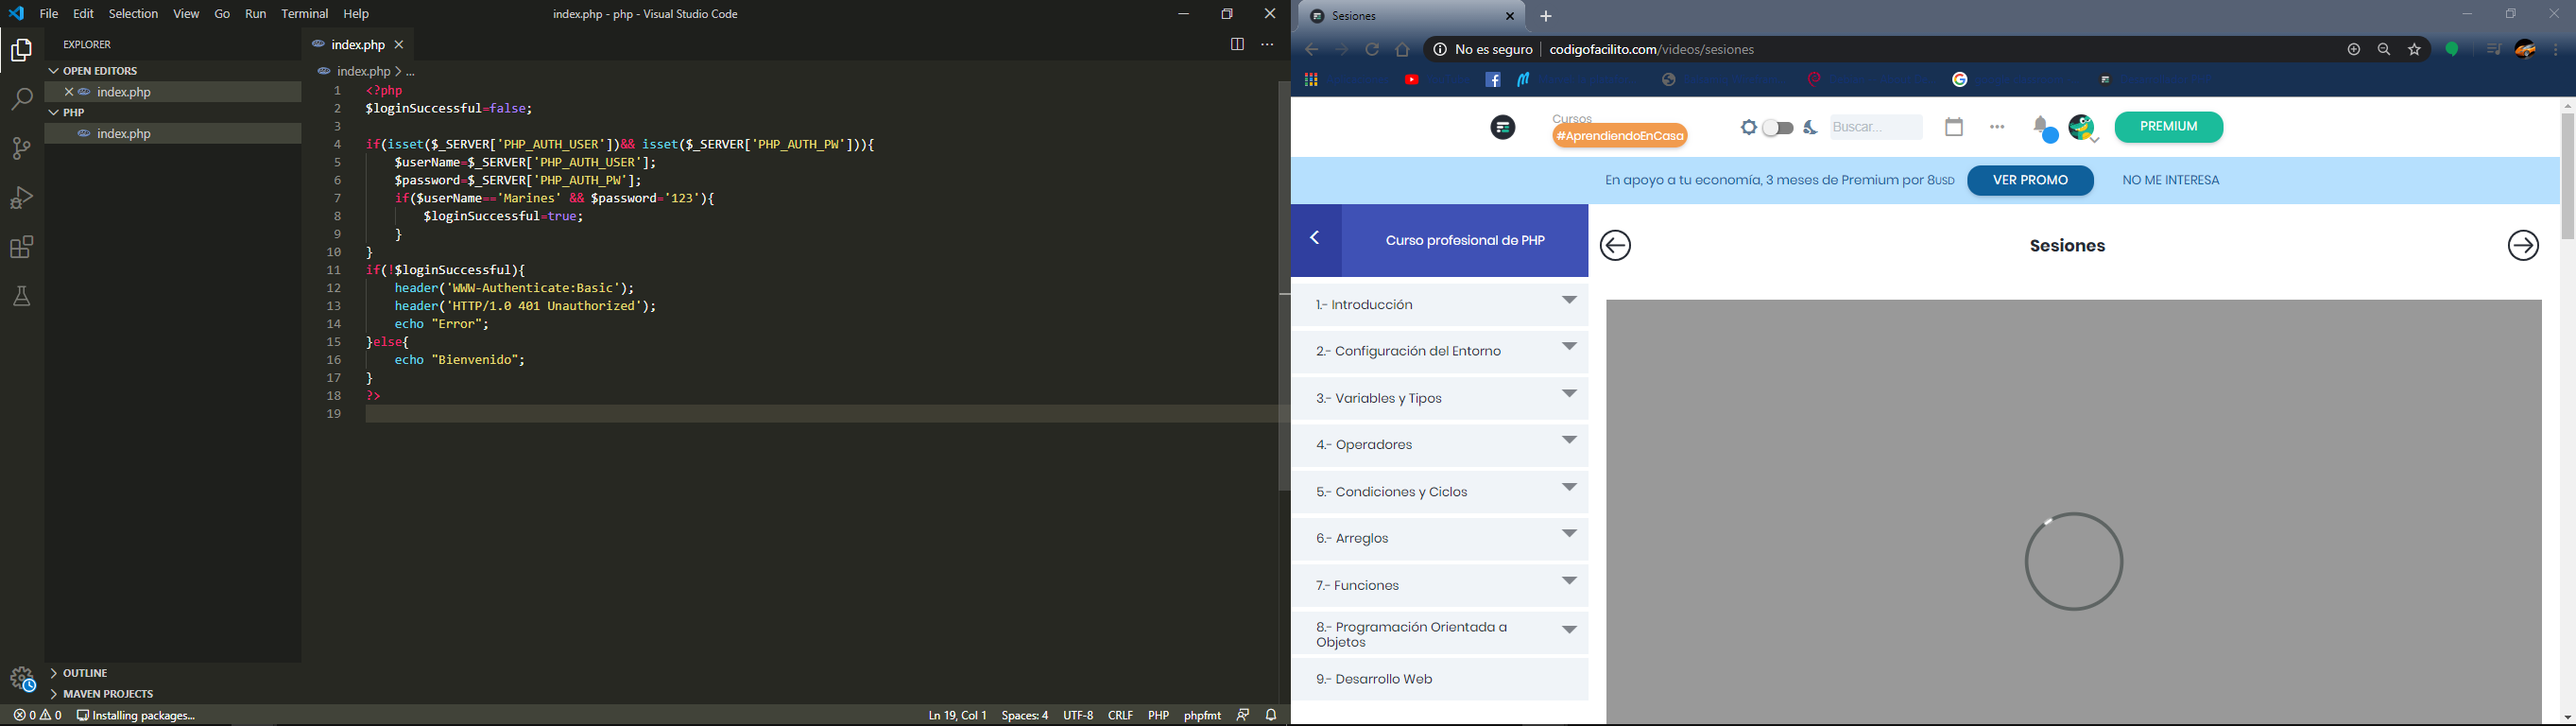 File Edit Selection View Go Run Terminal Help
index.php - php - Visual Studio Code
EXPLORER
OPEN EDITORS
index.php
PHP
index.php
OUTLINE
MAVEN PROJECTS
index.php
index.php > ...
1 <?php
2 $loginSuccessful=false;
3
4 if(isset($_SERVER['PHP_AUTH_USER'])&& isset($_SERVER['PHP_AUTH_PW'])){
5 $userName=$_SERVER['PHP_AUTH_USER'];
6 $password=$_SERVER['PHP_AUTH_PW'];
7 if($userName=='Marines' && $password='123'){
8 $loginSuccessful=true;
9 }
10 }
11 if(!$loginSuccessful){
12 header('WWW-Authenticate:Basic');
13 header('HTTP/1.0 401 Unauthorized');
14 echo "Error";
15 }else{
16 echo "Bienvenido";
17 }
18 ?>
19
0 0 Installing packages...
Ln 19, Col 1 Spaces: 4 UTF-8 CRLF PHP phpfmt
Sesiones
No es seguro | codigofacilito.com/videos/sesiones
Cursos
#AprendiendoEnCasa
Buscar...
PREMIUM
En apoyo a tu economía, 3 meses de Premium por 8USD
VER PROMO
NO ME INTERESA
Curso profesional de PHP
Sesiones
1.- Introducción
2.- Configuración del Entorno
3.- Variables y Tipos
4.- Operadores
5.- Condiciones y Ciclos
6.- Arreglos
7.- Funciones
8.- Programación Orientada a
Objetos
9.- Desarrollo Web